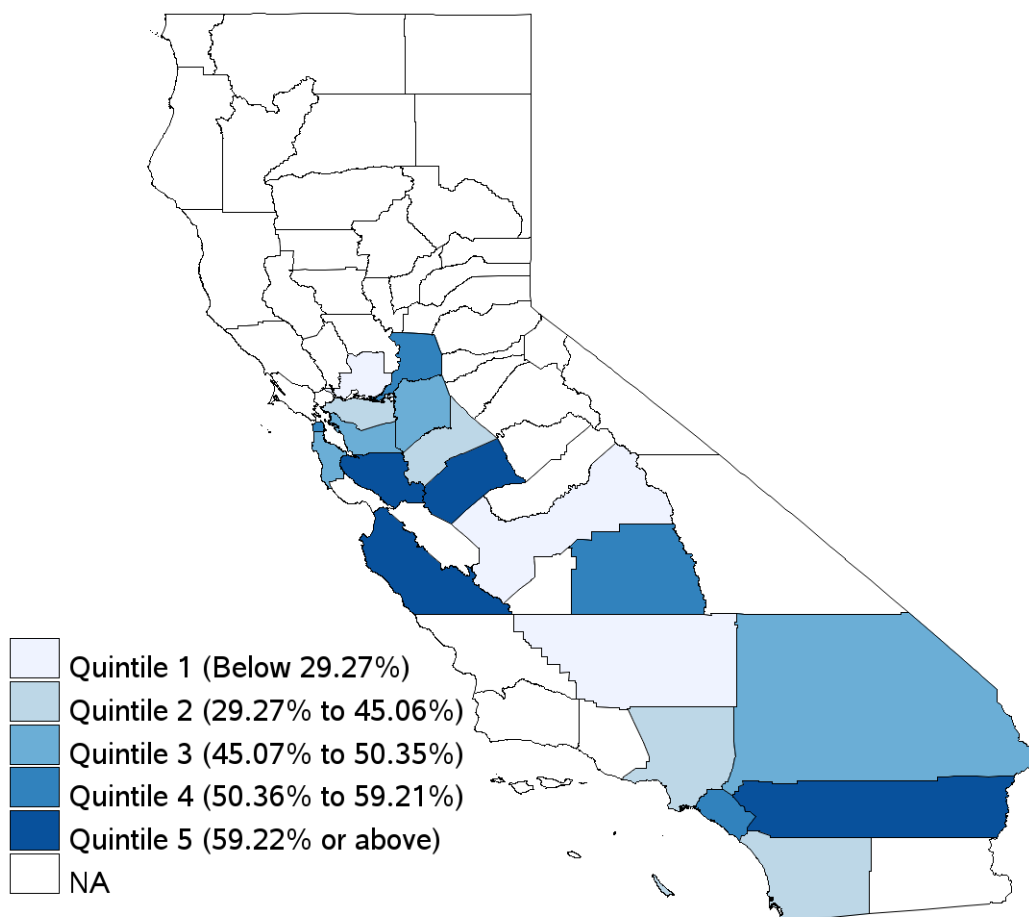 Quintile 1 (Below 29.27%)
Quintile 2 (29.27% to 45.06%)
Quintile 3 (45.07% to 50.35%)
Quintile 4 (50.36% to 59.21%)
Quintile 5 (59.22% or above)
NA